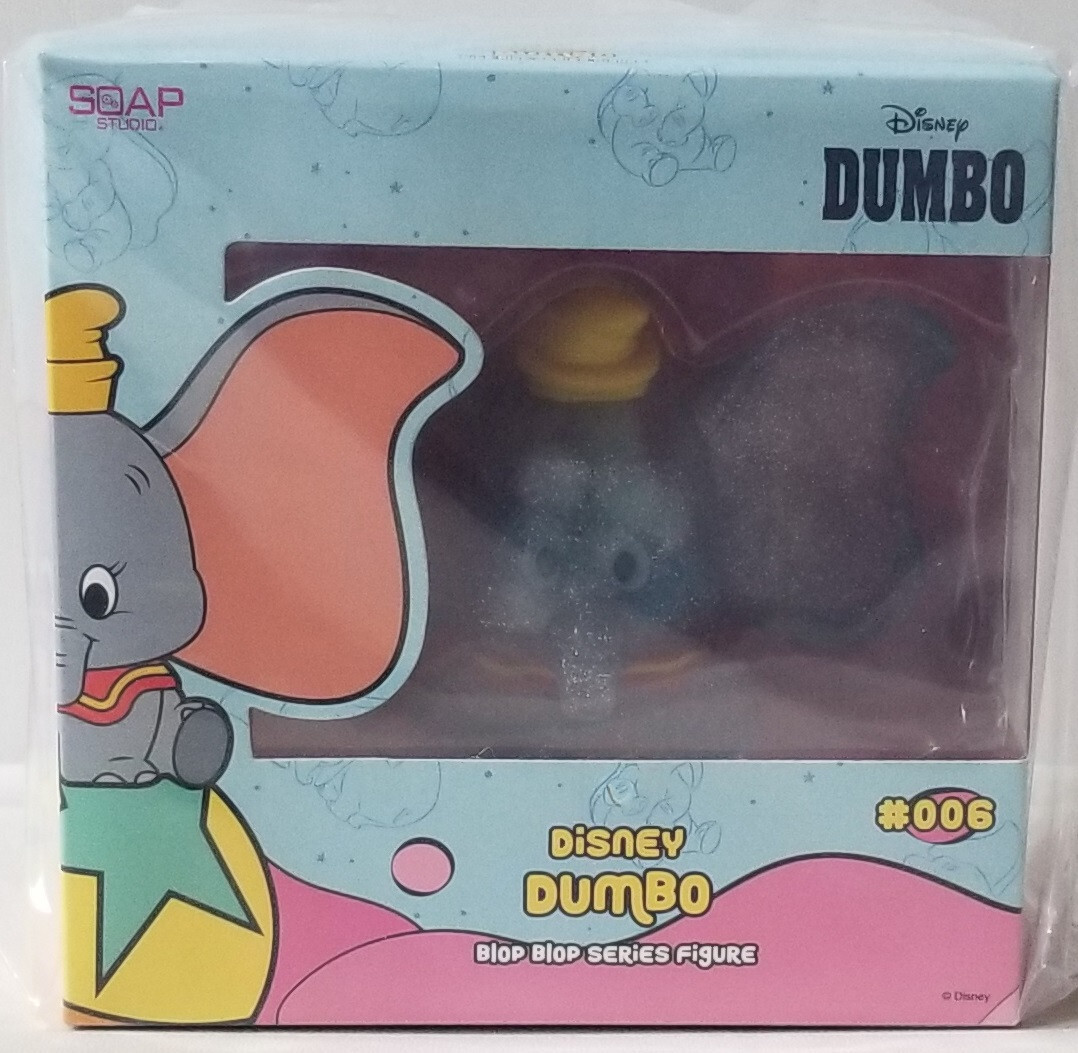 SOAP
STUDIO
Disney
DUMBO
#006
Disney
DUMBO
Blop Blop Series Figure
© Disney